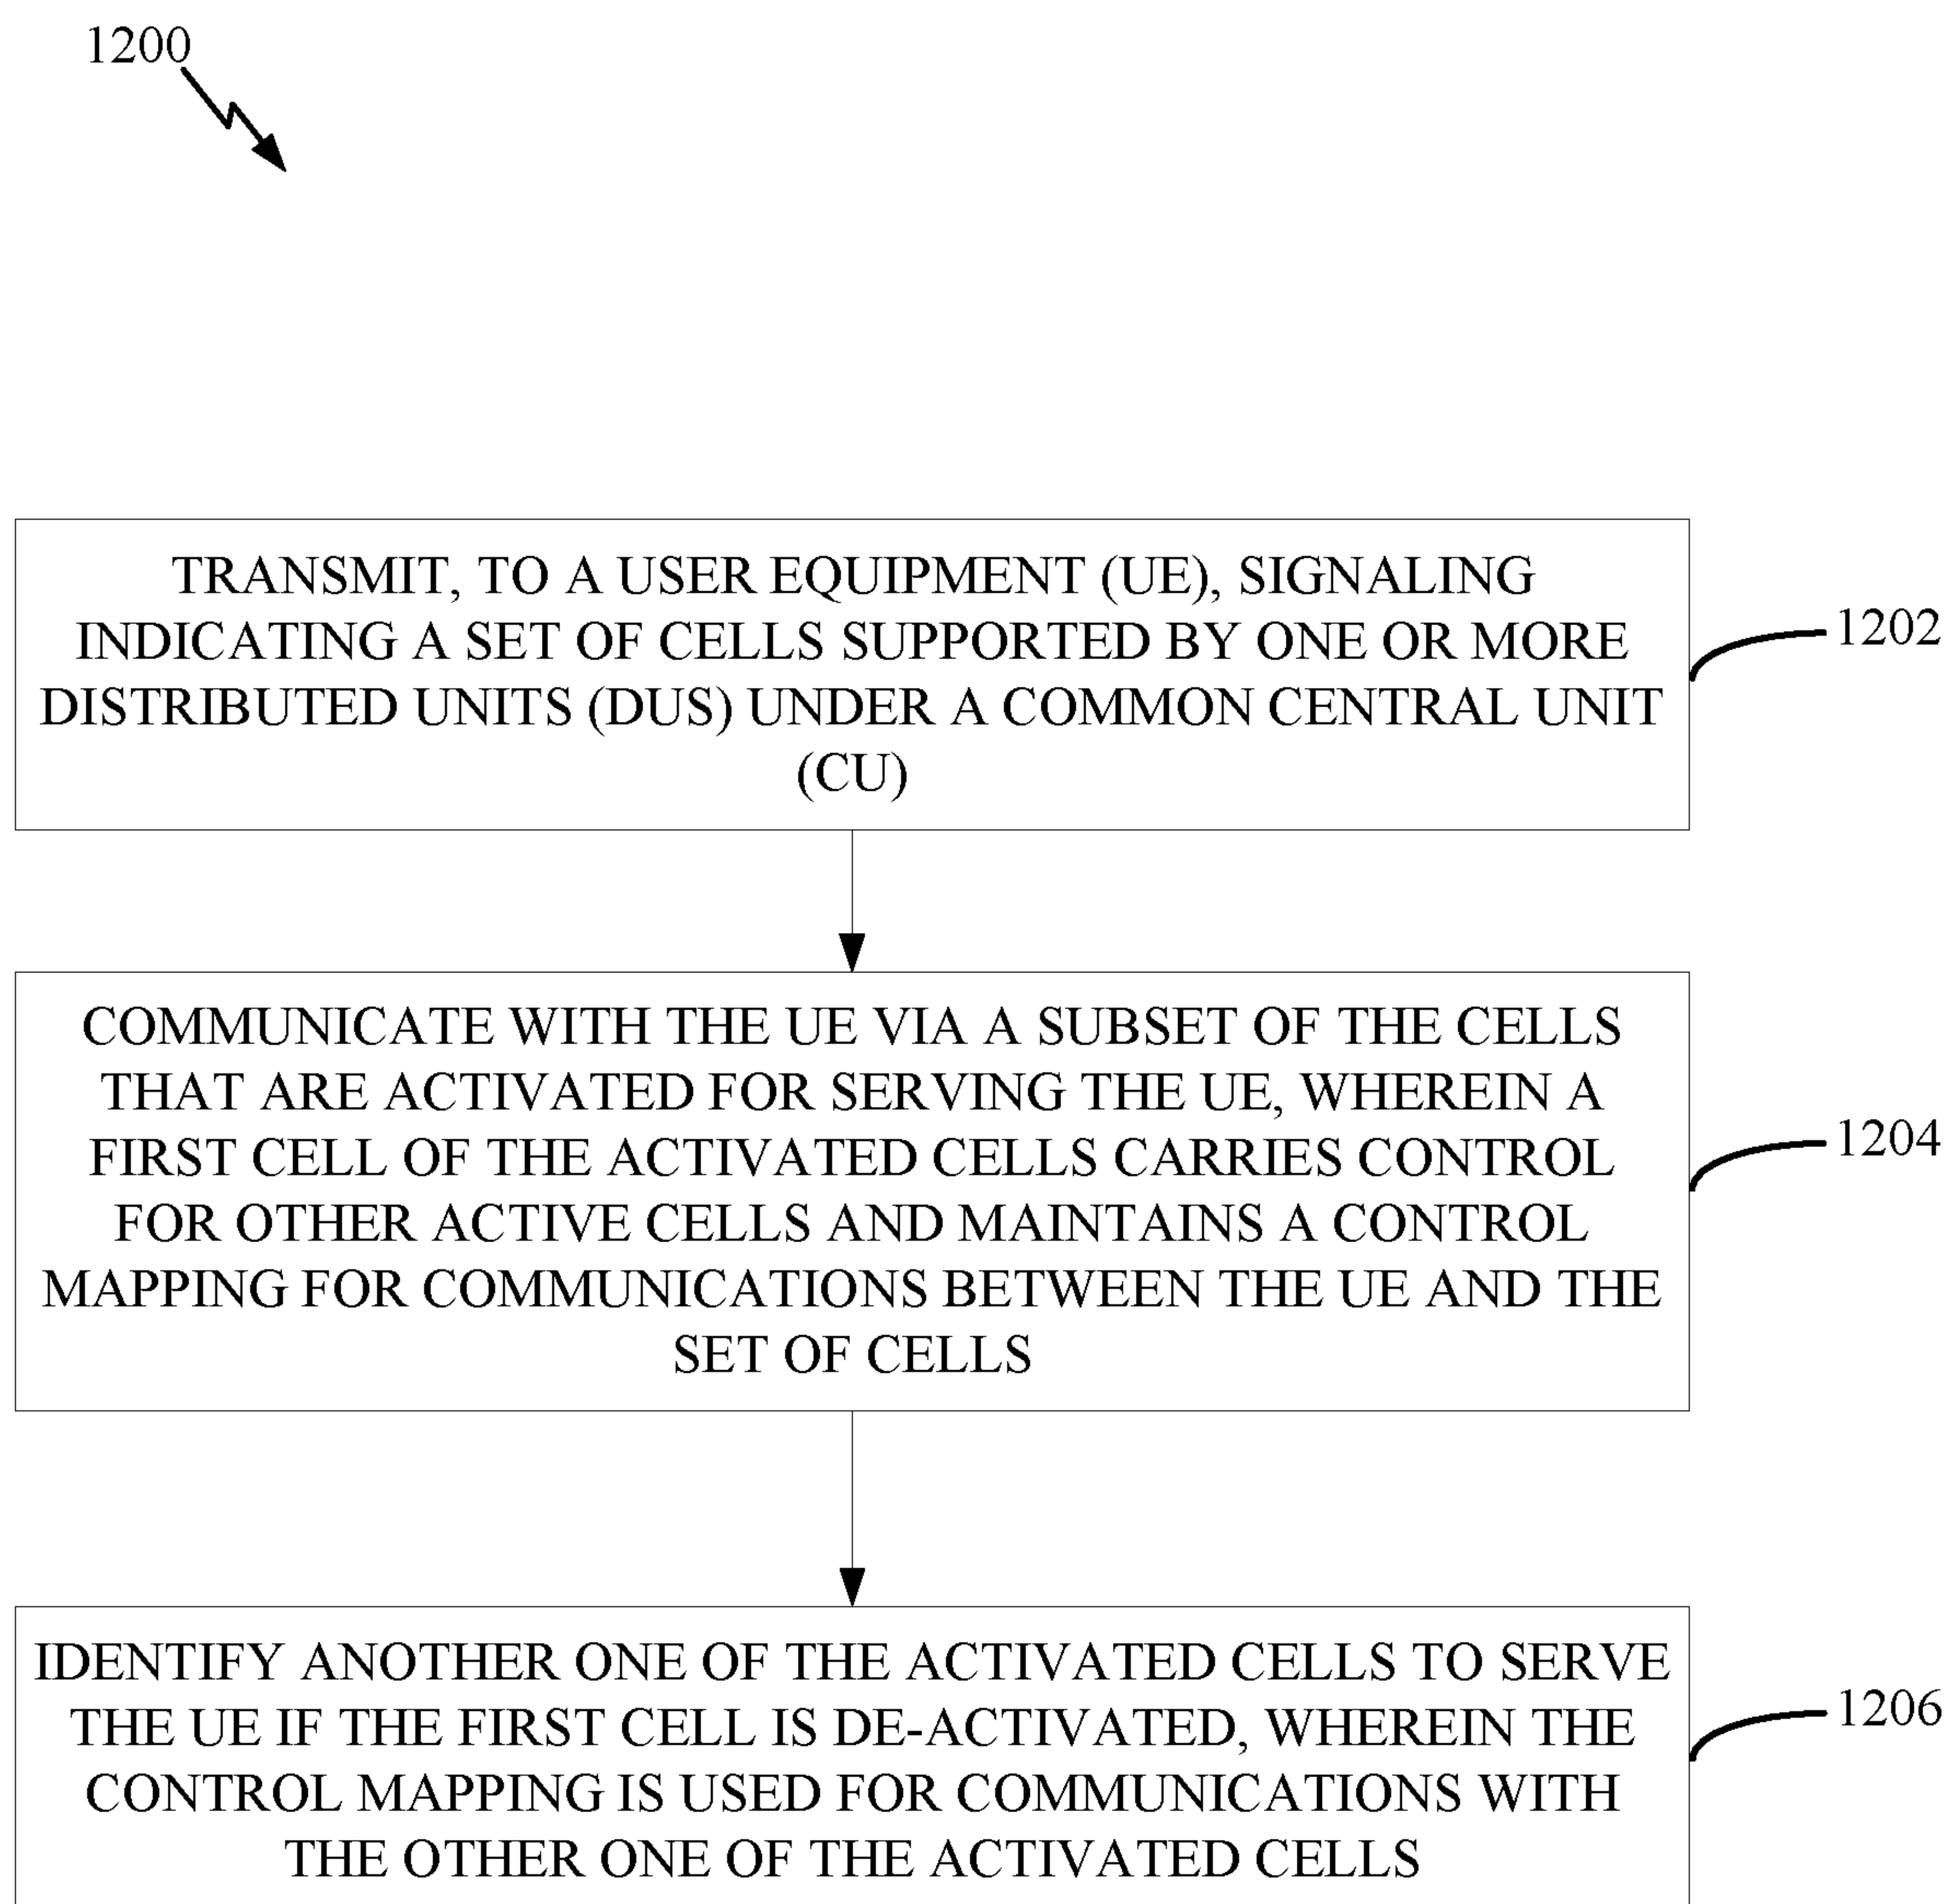 1200
TRANSMIT, TO A USER EQUIPMENT (UE), SIGNALING
INDICATING A SET OF CELLS SUPPORTED BY ONE OR MORE
DISTRIBUTED UNITS (DUS) UNDER A COMMON CENTRAL UNIT
(CU)
1202
COMMUNICATE WITH THE UE VIA A SUBSET OF THE CELLS
THAT ARE ACTIVATED FOR SERVING THE UE, WHEREIN A
FIRST CELL OF THE ACTIVATED CELLS CARRIES CONTROL
FOR OTHER ACTIVE CELLS AND MAINTAINS A CONTROL
MAPPING FOR COMMUNICATIONS BETWEEN THE UE AND THE
SET OF CELLS
1204
IDENTIFY ANOTHER ONE OF THE ACTIVATED CELLS TO SERVE
THE UE IF THE FIRST CELL IS DE-ACTIVATED, WHEREIN THE
CONTROL MAPPING IS USED FOR COMMUNICATIONS WITH
THE OTHER ONE OF THE ACTIVATED CELLS
1206